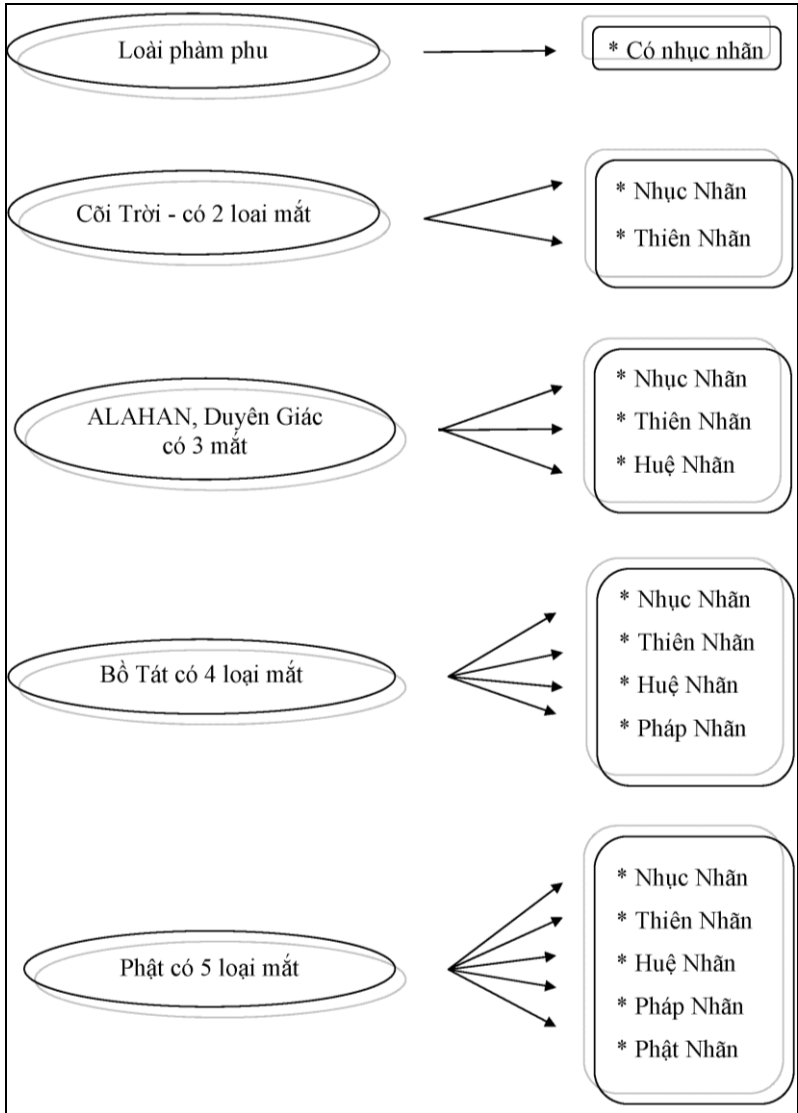 Loài phàm phu
* Có nhục nhãn
Cõi Trời - có 2 loai mắt
* Nhục Nhãn
* Thiên Nhãn
ALAHAN, Duyên Giác
có 3 mắt
* Nhục Nhãn
* Thiên Nhãn
* Huệ Nhãn
Bồ Tát có 4 loại mắt
* Nhục Nhãn
* Thiên Nhãn
* Huệ Nhãn
* Pháp Nhãn
Phật có 5 loại mắt
* Nhục Nhãn
* Thiên Nhãn
* Huệ Nhãn
* Pháp Nhãn
* Phật Nhãn